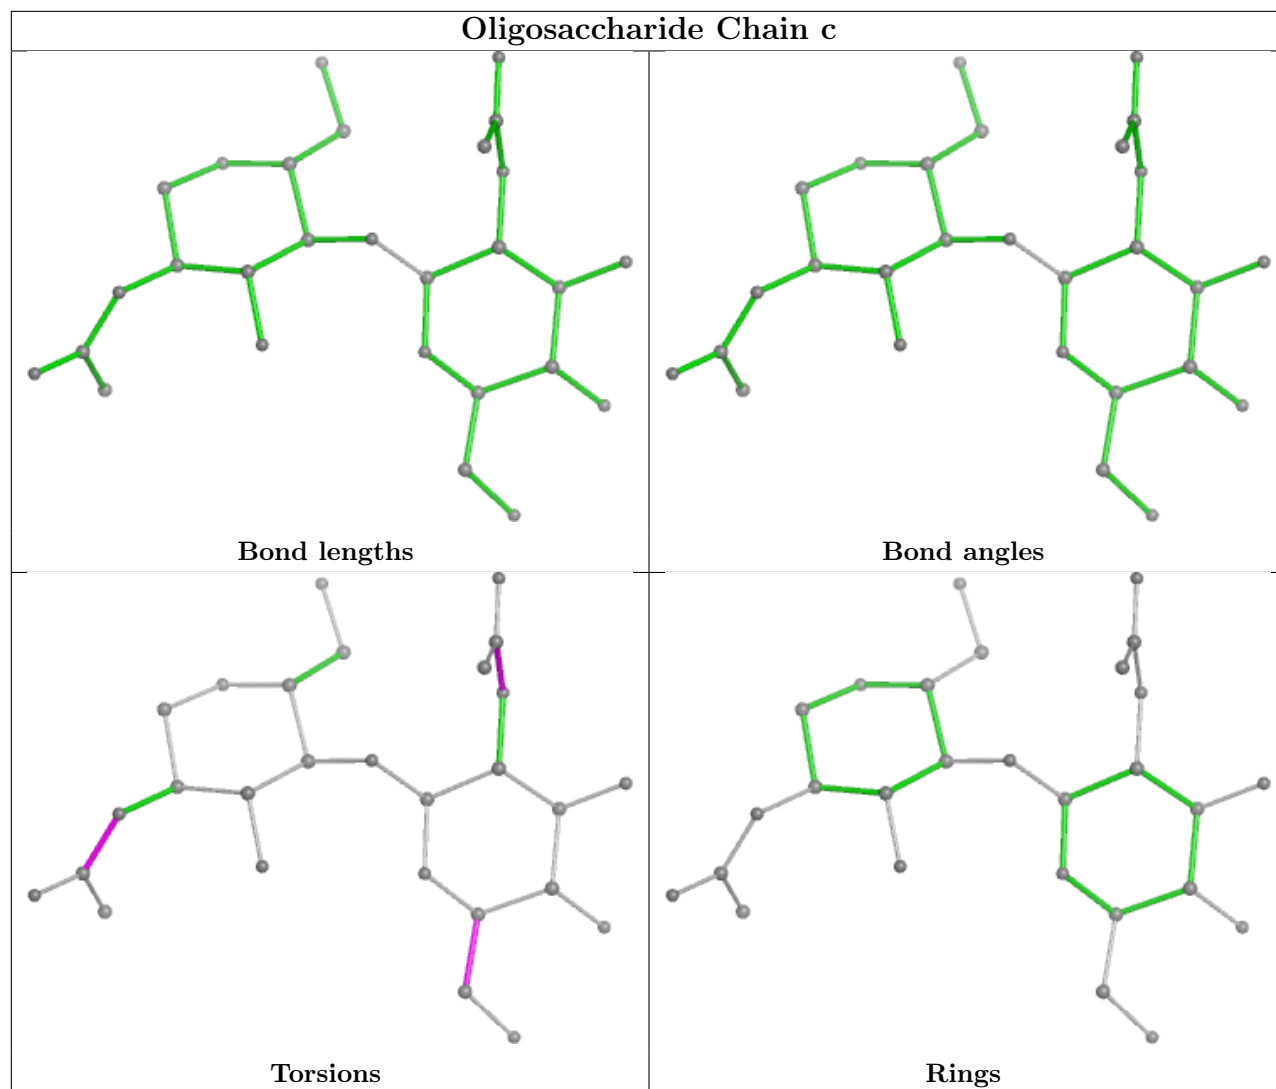 Oligosaccharide Chain c
Bond lengths
Bond angles
Torsions
Rings